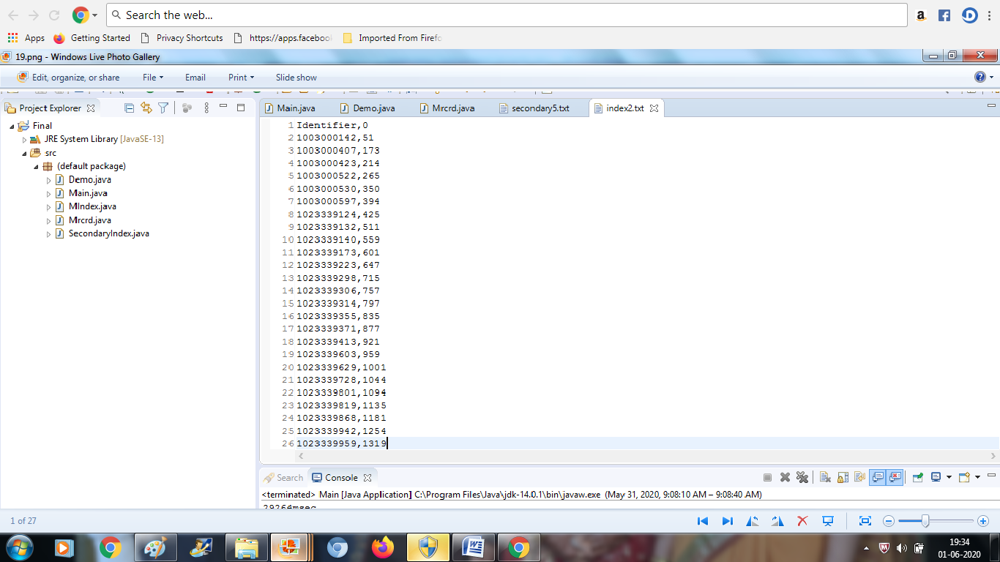 Search the web...
Apps Getting Started Privacy Shortcuts https://apps.facebook Imported From Firefo
19.png - Windows Live Photo Gallery
Edit, organize, or share File Email Print Slide show
Project Explorer
Main.java Demo.java Mrcrd.java secondary5.txt index2.txt
Final
JRE System Library [JavaSE-13]
src
(default package)
Demo.java
Main.java
MIndex.java
Mrcrd.java
SecondaryIndex.java
1 Identifier,0
2 1003000142,51
3 1003000407,173
4 1003000423,214
5 1003000522,265
6 1003000530,350
7 1003000597,394
8 1023339124,425
9 1023339132,511
10 1023339140,559
11 1023339173,601
12 1023339223,647
13 1023339298,715
14 1023339306,757
15 1023339314,797
16 1023339355,835
17 1023339371,877
18 1023339413,921
19 1023339603,959
20 1023339629,1001
21 1023339728,1044
22 1023339801,1094
23 1023339819,1135
24 1023339868,1181
25 1023339942,1254
26 1023339959,1319
Search Console
<terminated> Main [Java Application] C:\Program Files\Java\jdk-14.0.1\bin\javaw.exe (May 31, 2020, 9:08:10 AM – 9:08:40 AM)
29264msec
1 of 27
19:34
01-06-2020